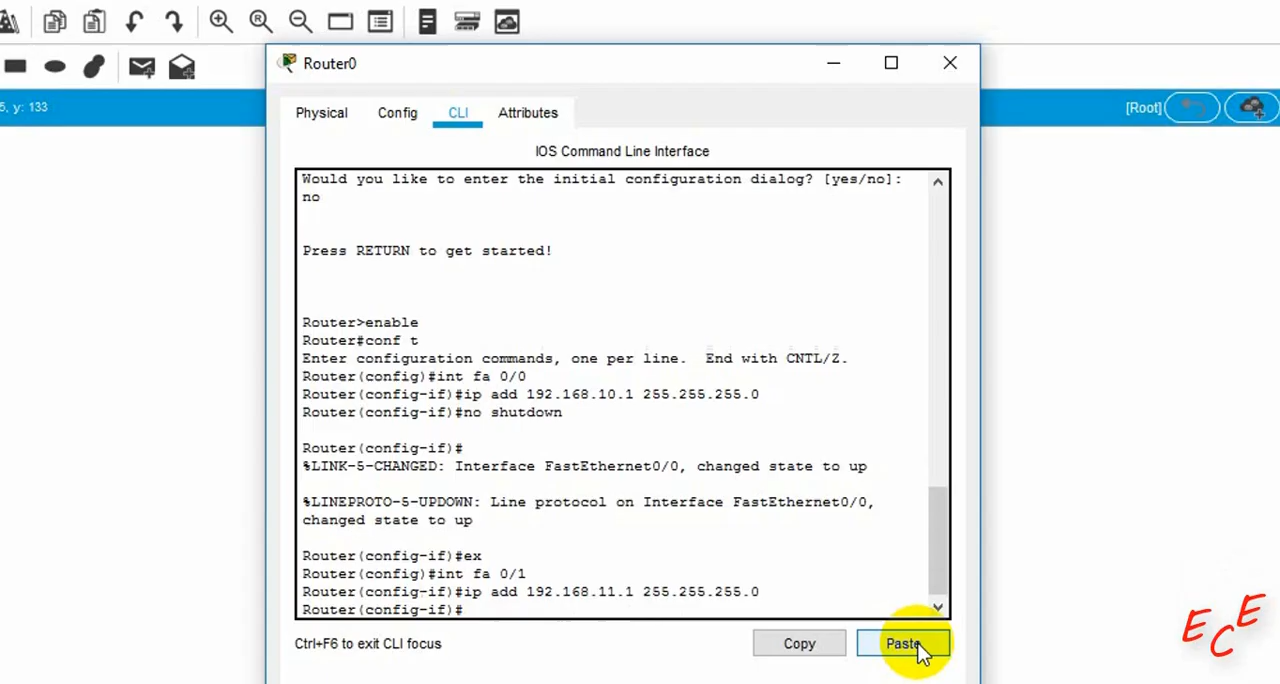 R
Router0
5, y: 133
[Root]
Physical Config CLI Attributes
IOS Command Line Interface
Would you like to enter the initial configuration dialog? [yes/no]:
no
Press RETURN to get started!
Router>enable
Router#conf t
Enter configuration commands, one per line.  End with CNTL/Z.
Router(config)#int fa 0/0
Router(config-if)#ip add 192.168.10.1 255.255.255.0
Router(config-if)#no shutdown
Router(config-if)#
%LINK-5-CHANGED: Interface FastEthernet0/0, changed state to up
%LINEPROTO-5-UPDOWN: Line protocol on Interface FastEthernet0/0,
changed state to up
Router(config-if)#ex
Router(config)#int fa 0/1
Router(config-if)#ip add 192.168.11.1 255.255.255.0
Router(config-if)#
Ctrl+F6 to exit CLI focus
Copy
Paste
ECE